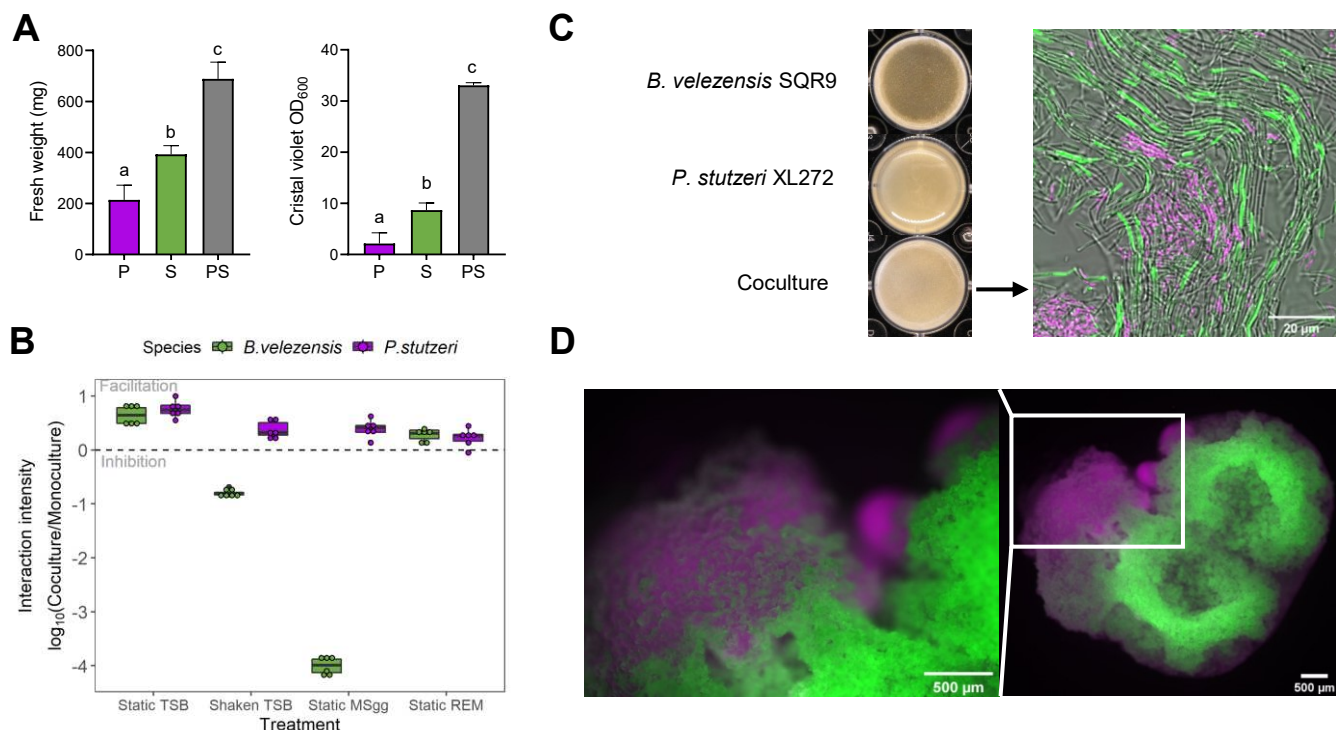 A
800
600
400
200
0
Fresh weight (mg)
a
b
c
P
S
PS
40
30
20
10
0
Cristal violet OD600
a
b
c
P
S
PS
B
Species B.velezensis P.stutzeri
Facilitation
Inhibition
1
0
-1
-2
-3
-4
Interaction intensity
log10(Coculture/Monoculture)
Static TSB
Shaken TSB
Static MSgg
Static REM
Treatment
C
B. velezensis SQR9
P. stutzeri XL272
Coculture
20 µm
D
500 µm
500 µm